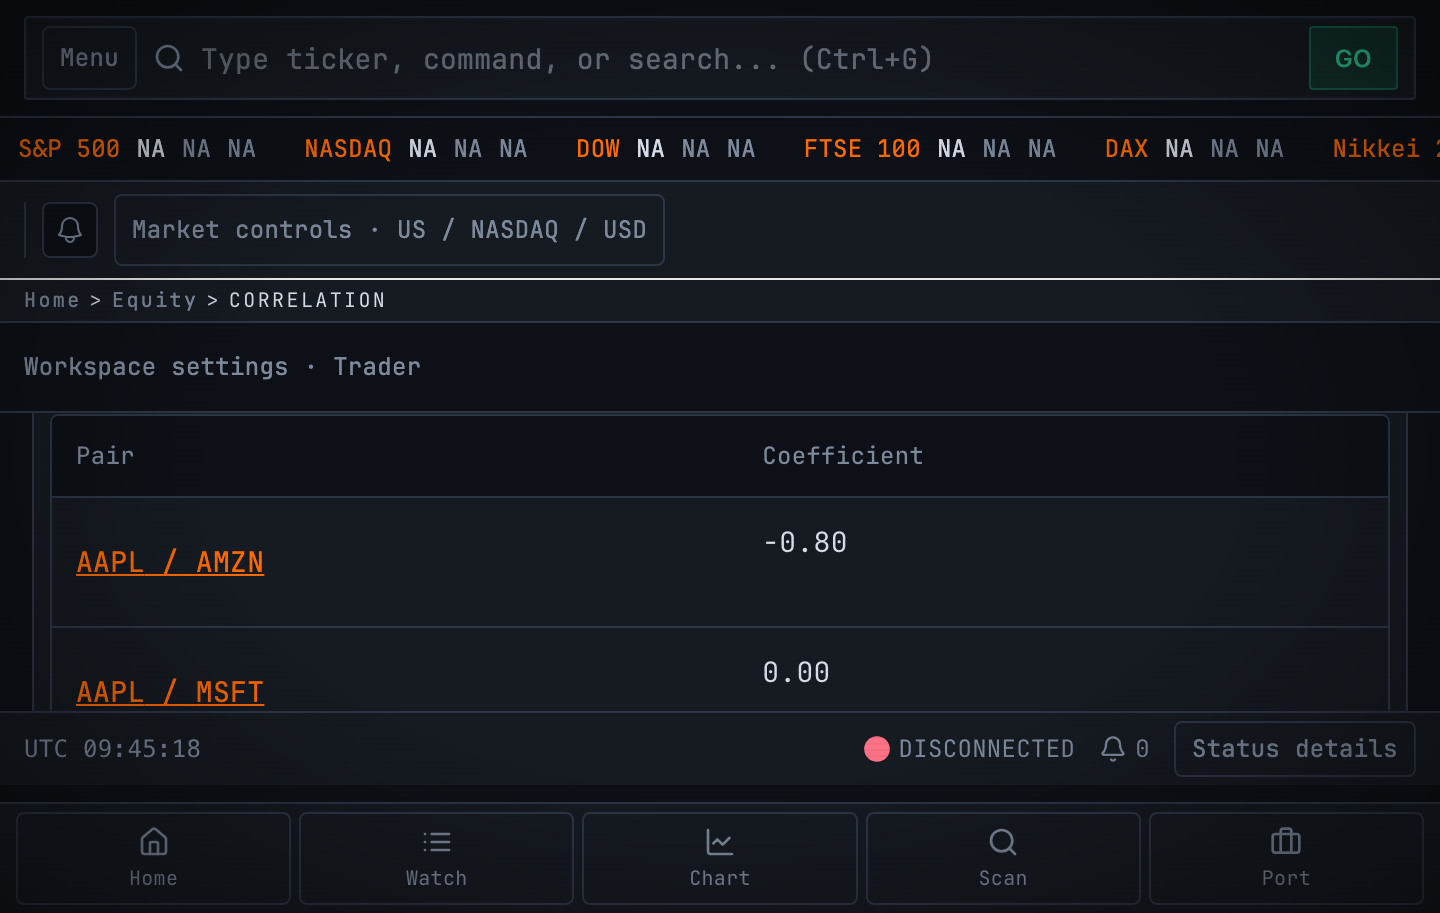 Menu Type ticker, command, or search... (Ctrl+G) GO
S&P 500 NA NA NA NASDAQ NA NA NA DOW NA NA NA FTSE 100 NA NA NA DAX NA NA NA Nikkei
Market controls · US / NASDAQ / USD
Home > Equity > CORRELATION
Workspace settings · Trader
Pair Coefficient
AAPL / AMZN -0.80
AAPL / MSFT 0.00
UTC 09:45:18 DISCONNECTED 0 Status details
Home Watch Chart Scan Port